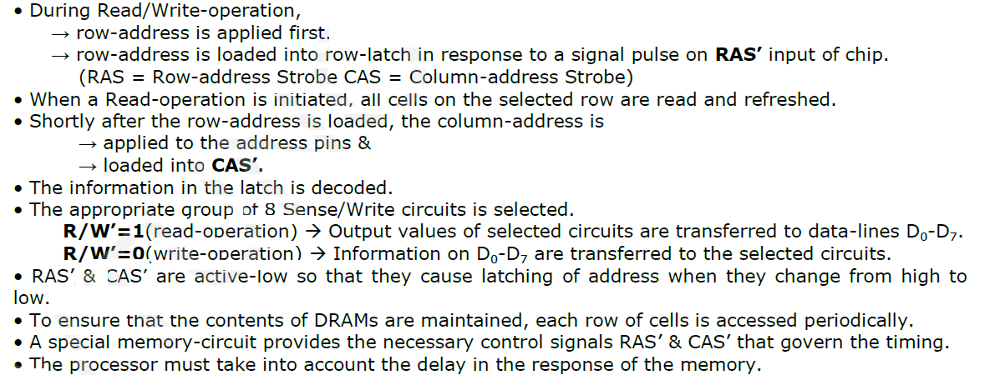 • During Read/Write-operation,
→ row-address is applied first.
→ row-address is loaded into row-latch in response to a signal pulse on RAS’ input of chip.
(RAS = Row-address Strobe CAS = Column-address Strobe)
• When a Read-operation is initiated, all cells on the selected row are read and refreshed.
• Shortly after the row-address is loaded, the column-address is
→ applied to the address pins &
→ loaded into CAS’.
• The information in the latch is decoded.
• The appropriate group of 8 Sense/Write circuits is selected.
R/W’=1(read-operation) → Output values of selected circuits are transferred to data-lines D₀-D₇.
R/W’=0(write-operation) → Information on D₀-D₇ are transferred to the selected circuits.
• RAS’ & CAS’ are active-low so that they cause latching of address when they change from high to
low.
• To ensure that the contents of DRAMs are maintained, each row of cells is accessed periodically.
• A special memory-circuit provides the necessary control signals RAS’ & CAS’ that govern the timing.
• The processor must take into account the delay in the response of the memory.